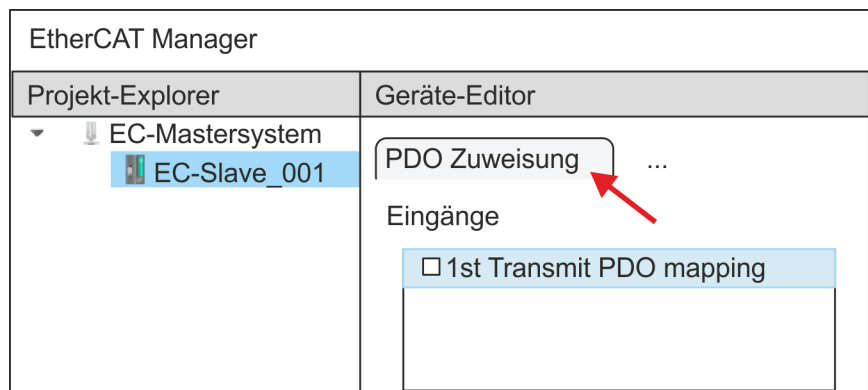 EtherCAT Manager
Projekt-Explorer
Geräte-Editor
EC-Mastersystem
EC-Slave_001
PDO Zuweisung
...
Eingänge
1st Transmit PDO mapping